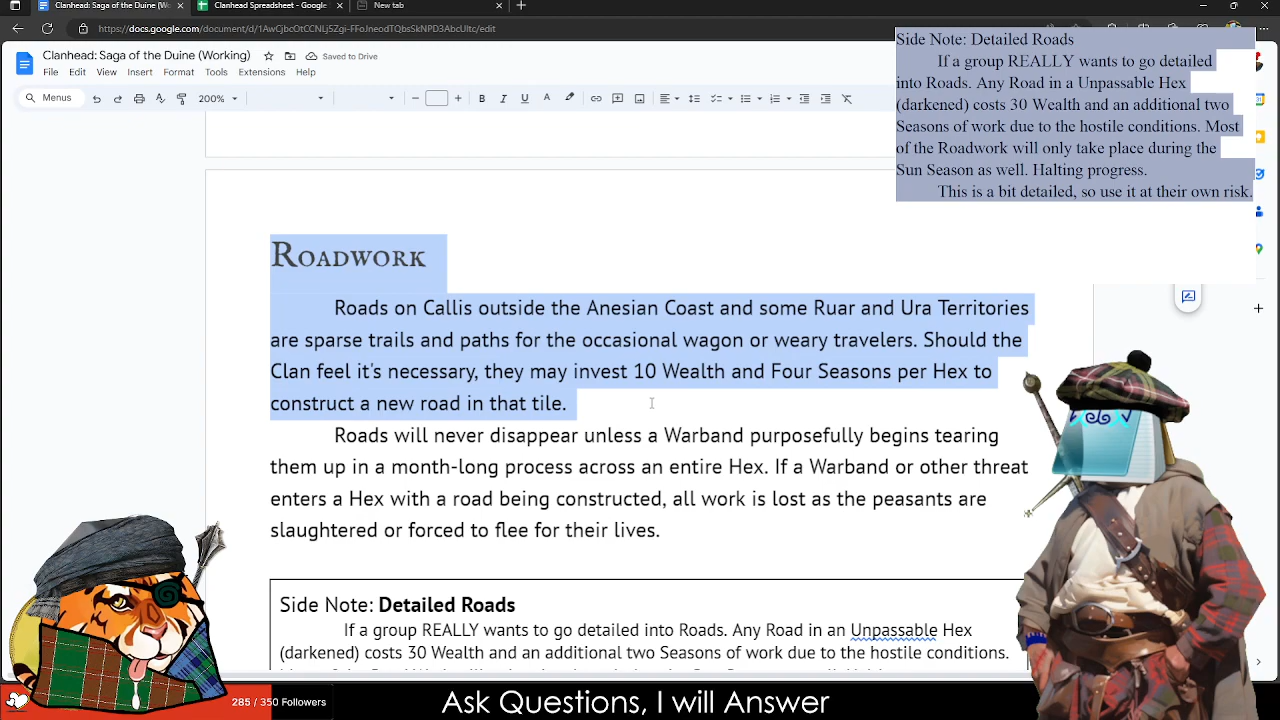 Clanhead: Saga of the Duine (Wo
Clanhead Spreadsheet - Google
New tab
https://docs.google.com/document/d/1AwCjbcOtCCNLj5Zgi-FFoJneodTQbsSkNPD3AbcUltc/edit
Clanhead: Saga of the Duine (Working)
Saved to Drive
File Edit View Insert Format Tools Extensions Help
Menus
200%
Side Note: Detailed Roads
If a group REALLY wants to go detailed
into Roads. Any Road in a Unpassable Hex
(darkened) costs 30 Wealth and an additional two
Seasons of work due to the hostile conditions. Most
of the Roadwork will only take place during the
Sun Season as well. Halting progress.
This is a bit detailed, so use it at their own risk.
Roadwork
Roads on Callis outside the Anesian Coast and some Ruar and Ura Territories
are sparse trails and paths for the occasional wagon or weary travelers. Should the
Clan feel it's necessary, they may invest 10 Wealth and Four Seasons per Hex to
construct a new road in that tile.
Roads will never disappear unless a Warband purposefully begins tearing
them up in a month-long process across an entire Hex. If a Warband or other threat
enters a Hex with a road being constructed, all work is lost as the peasants are
slaughtered or forced to flee for their lives.
Side Note: Detailed Roads
If a group REALLY wants to go detailed into Roads. Any Road in an Unpassable Hex
(darkened) costs 30 Wealth and an additional two Seasons of work due to the hostile conditions.
285 / 350 Followers
Ask Questions, I will Answer